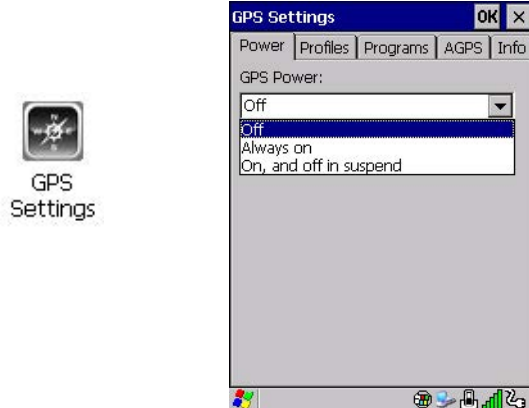 GPS Settings
OK
Power Profiles Programs AGPS Info
GPS Power:
Off
Off
Always on
On, and off in suspend
GPS
Settings